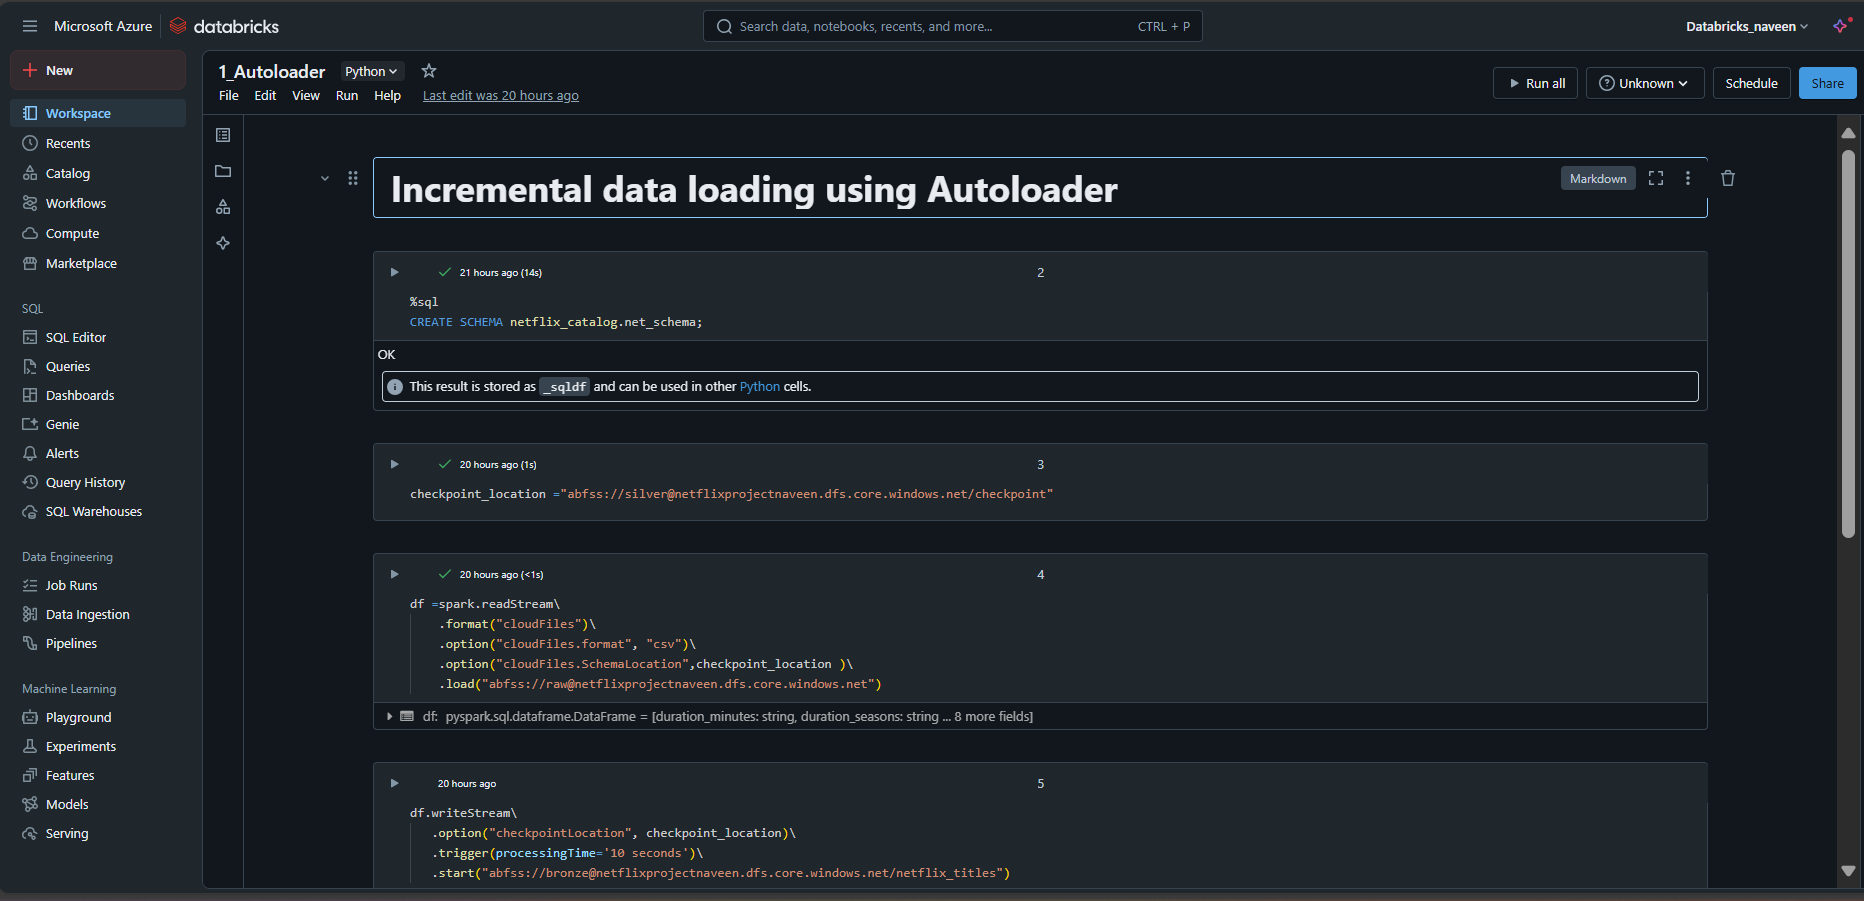 Microsoft Azure
databricks
Search data, notebooks, recents, and more...
CTRL + P
Databricks_naveen
New
Workspace
Recents
Catalog
Workflows
Compute
Marketplace
SQL
SQL Editor
Queries
Dashboards
Genie
Alerts
Query History
SQL Warehouses
Data Engineering
Job Runs
Data Ingestion
Pipelines
Machine Learning
Playground
Experiments
Features
Models
Serving
1_Autoloader
Python
File Edit View Run Help Last edit was 20 hours ago
Run all
Unknown
Schedule
Share
Incremental data loading using Autoloader
Markdown
21 hours ago (14s)
2
%sql
CREATE SCHEMA netflix_catalog.net_schema;
OK
This result is stored as _sqldf and can be used in other Python cells.
20 hours ago (1s)
3
checkpoint_location ="abfss://silver@netflixprojectnaveen.dfs.core.windows.net/checkpoint"
20 hours ago (<1s)
4
df =spark.readStream\
.format("cloudFiles")\
.option("cloudFiles.format", "csv")\
.option("cloudFiles.SchemaLocation",checkpoint_location )\
.load("abfss://raw@netflixprojectnaveen.dfs.core.windows.net")
df: pyspark.sql.dataframe.DataFrame = [duration_minutes: string, duration_seasons: string ... 8 more fields]
20 hours ago
5
df.writeStream\
.option("checkpointLocation", checkpoint_location)\
.trigger(processingTime='10 seconds')\
.start("abfss://bronze@netflixprojectnaveen.dfs.core.windows.net/netflix_titles")